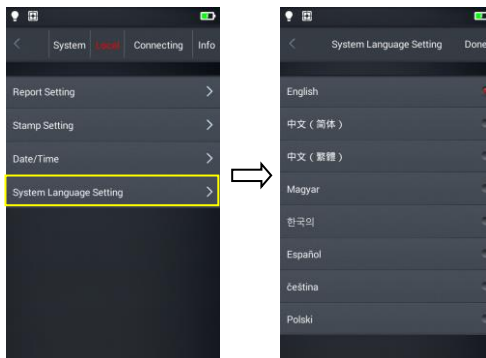 System Local Connecting Info
Report Setting
Stamp Setting
Date/Time
System Language Setting
System Language Setting Done
English
中文（简体）
中文（繁體）
Magyar
한국의
Español
čeština
Polski